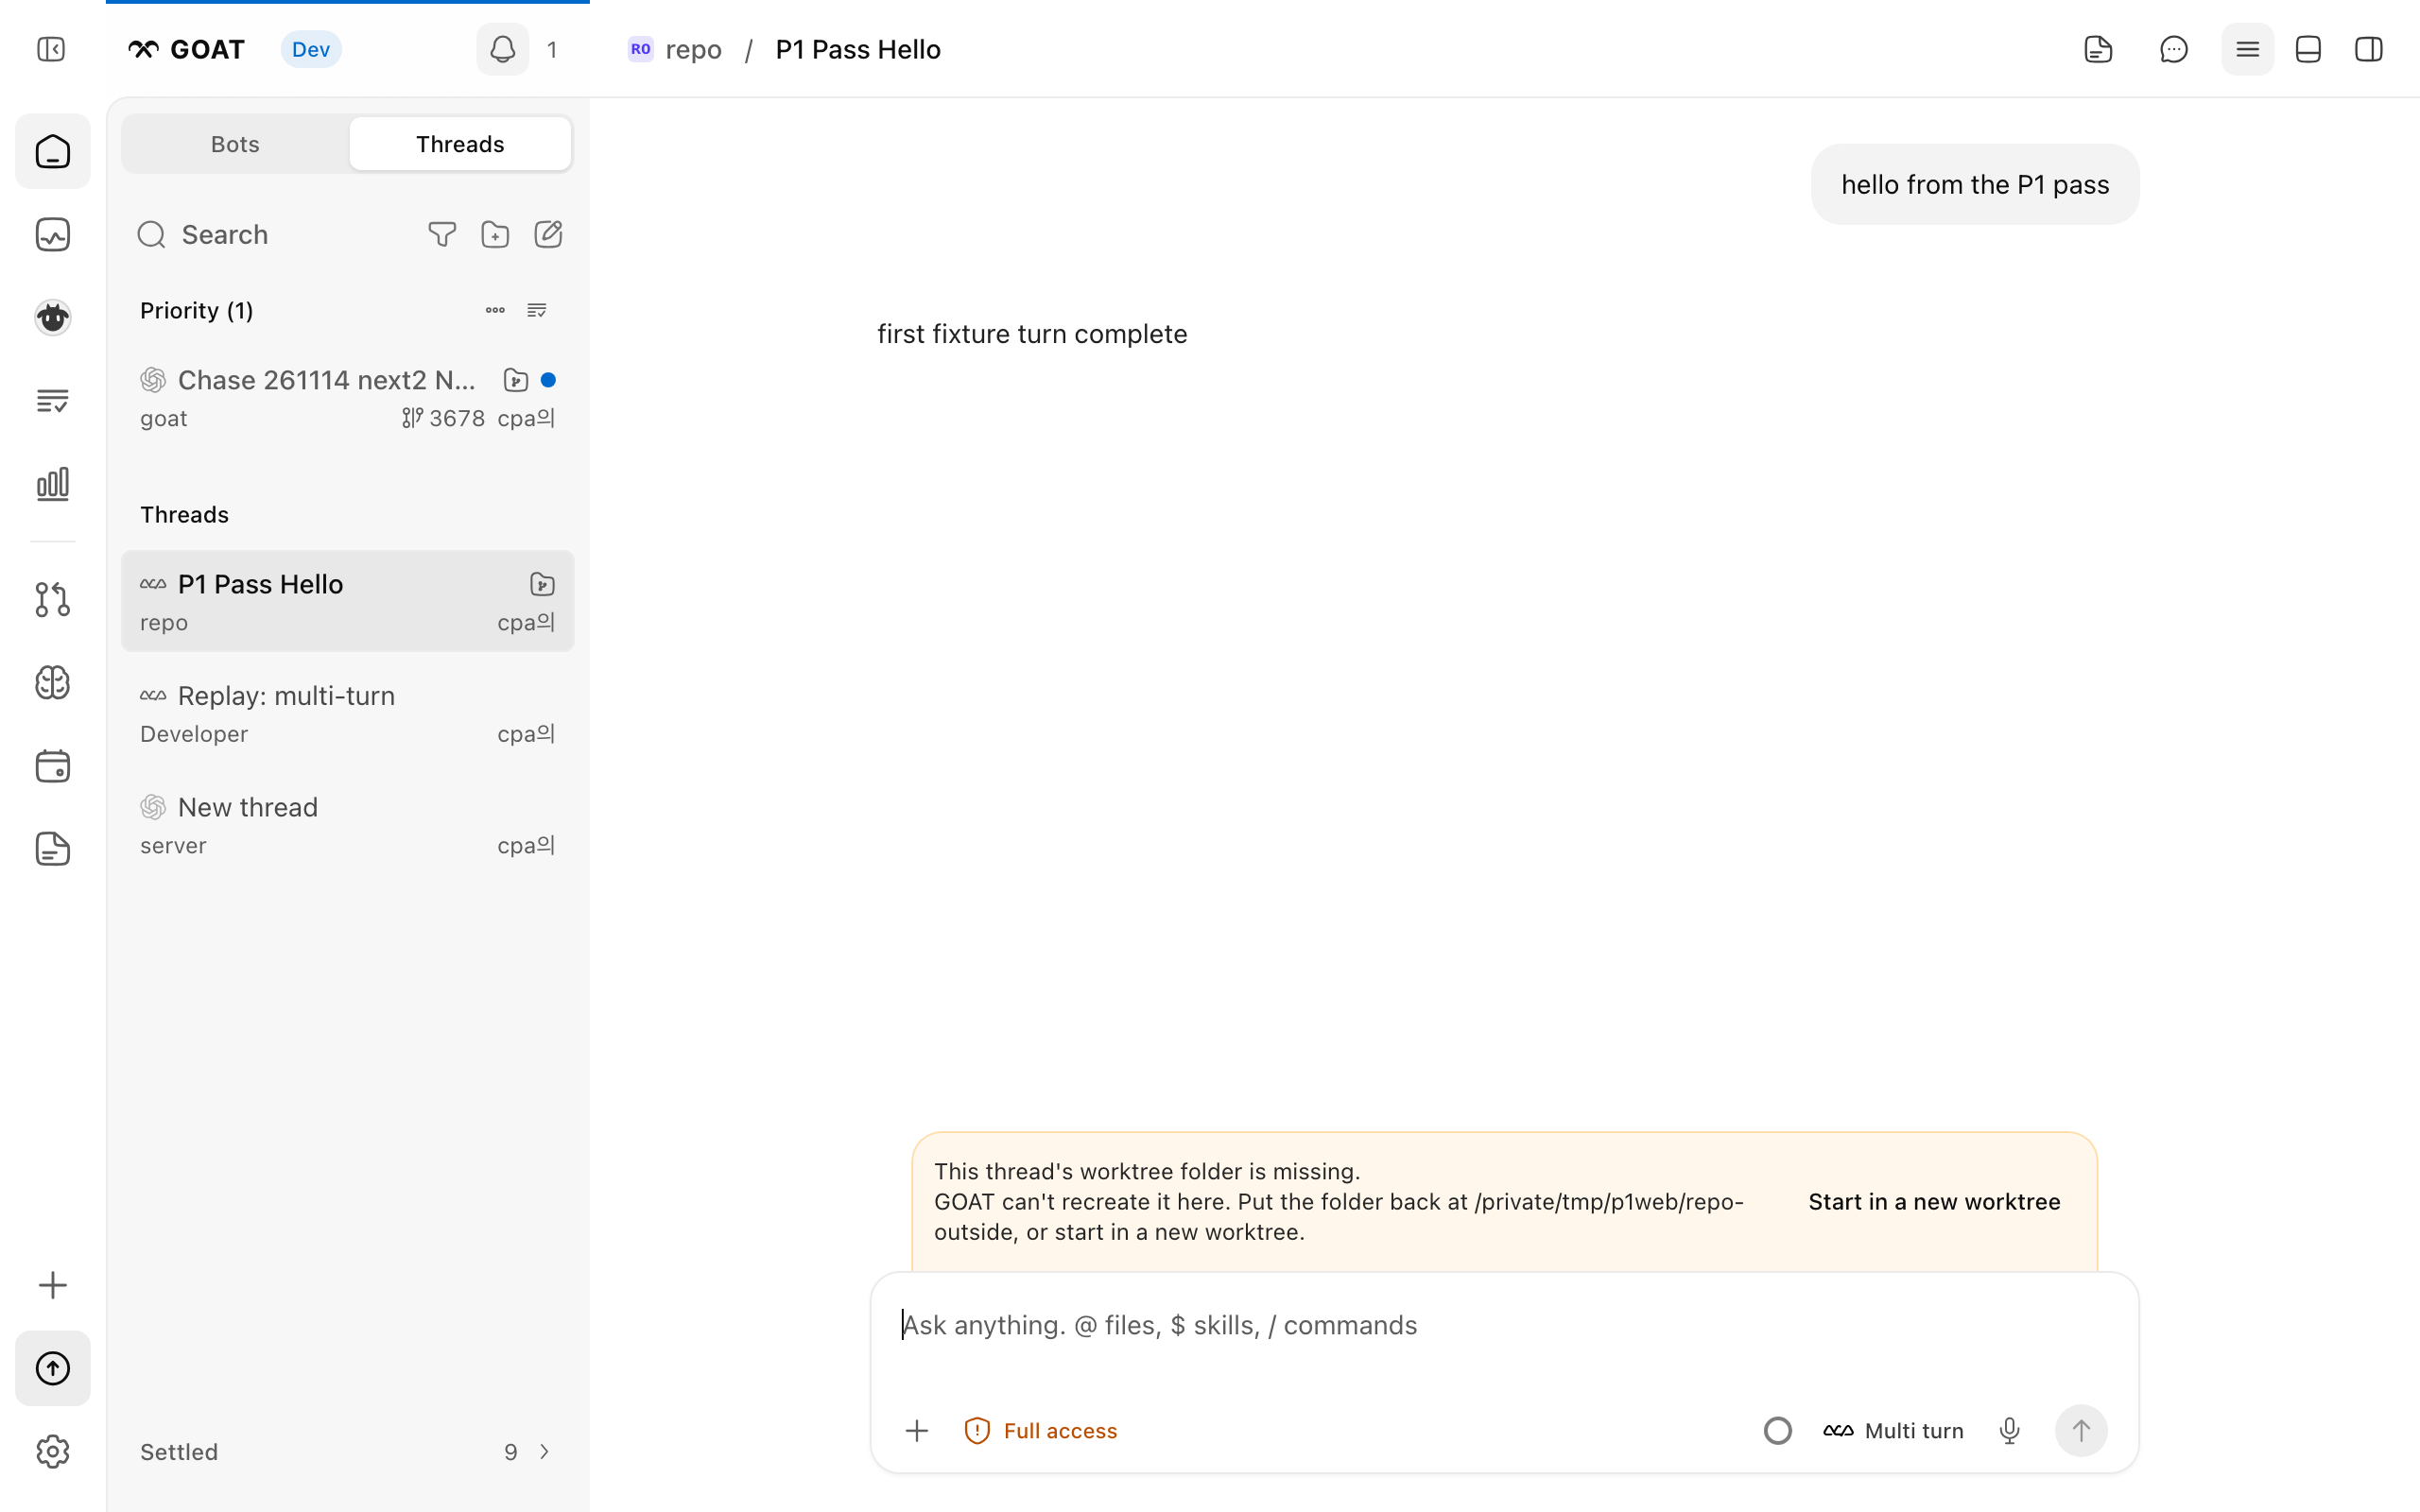 GOAT
Dev
1
RO repo / P1 Pass Hello
Bots
Threads
Search
Priority (1)
Chase 261114 next2 N...
goat
3678 cpa의
Threads
P1 Pass Hello
repo
cpa의
Replay: multi-turn
Developer
cpa의
New thread
server
cpa의
Settled
9
hello from the P1 pass
first fixture turn complete
This thread's worktree folder is missing.
GOAT can't recreate it here. Put the folder back at /private/tmp/p1web/repo-
outside, or start in a new worktree.
Start in a new worktree
Ask anything. @ files, $ skills, / commands
Full access
Multi turn